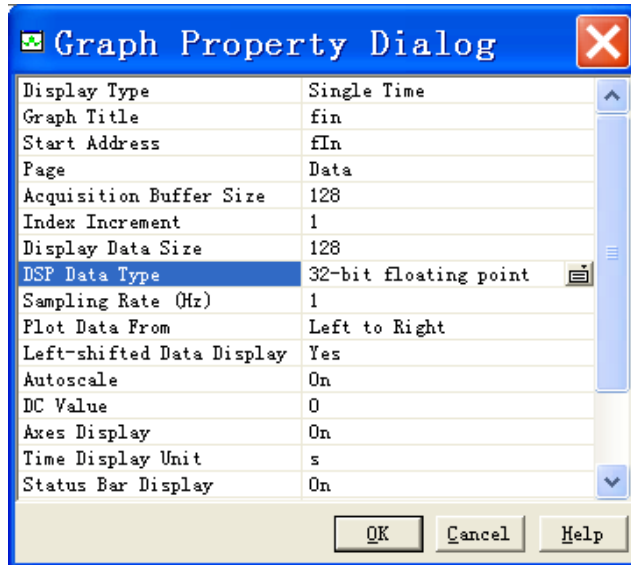 Graph Property Dialog
Display Type Single Time
Graph Title fin
Start Address fIn
Page Data
Acquisition Buffer Size 128
Index Increment 1
Display Data Size 128
DSP Data Type 32-bit floating point
Sampling Rate (Hz) 1
Plot Data From Left to Right
Left-shifted Data Display Yes
Autoscale On
DC Value 0
Axes Display On
Time Display Unit s
Status Bar Display On
OK Cancel Help